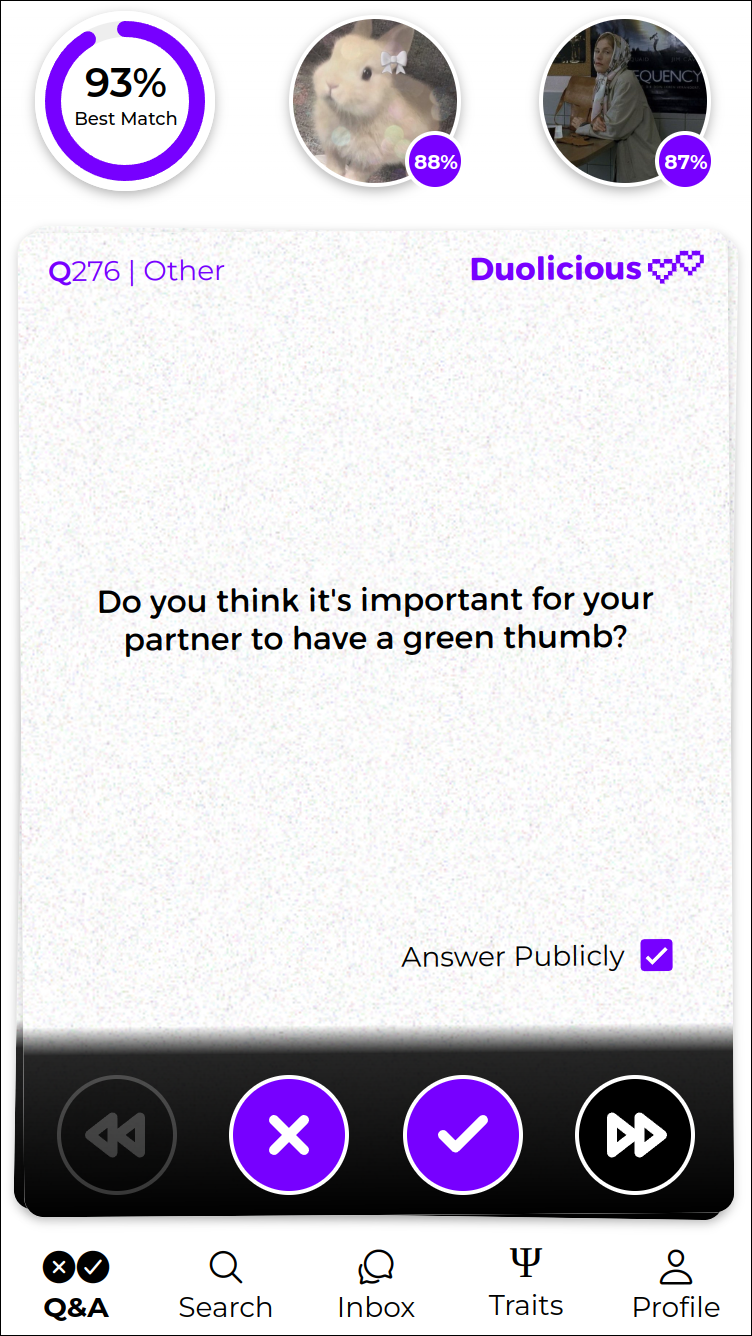 93%
Best Match
88%
87%
EQUENCY
Q276 | Other
Duolicious
Do you think it's important for your
partner to have a green thumb?
Answer Publicly
Q&A
Search
Inbox
Ψ
Traits
Profile